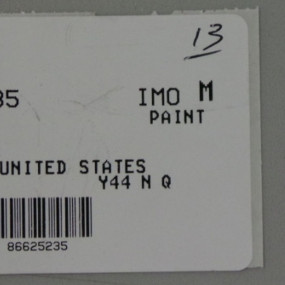 13
35 IMO M
PAINT
UNITED STATES
Y44 N Q
86625235